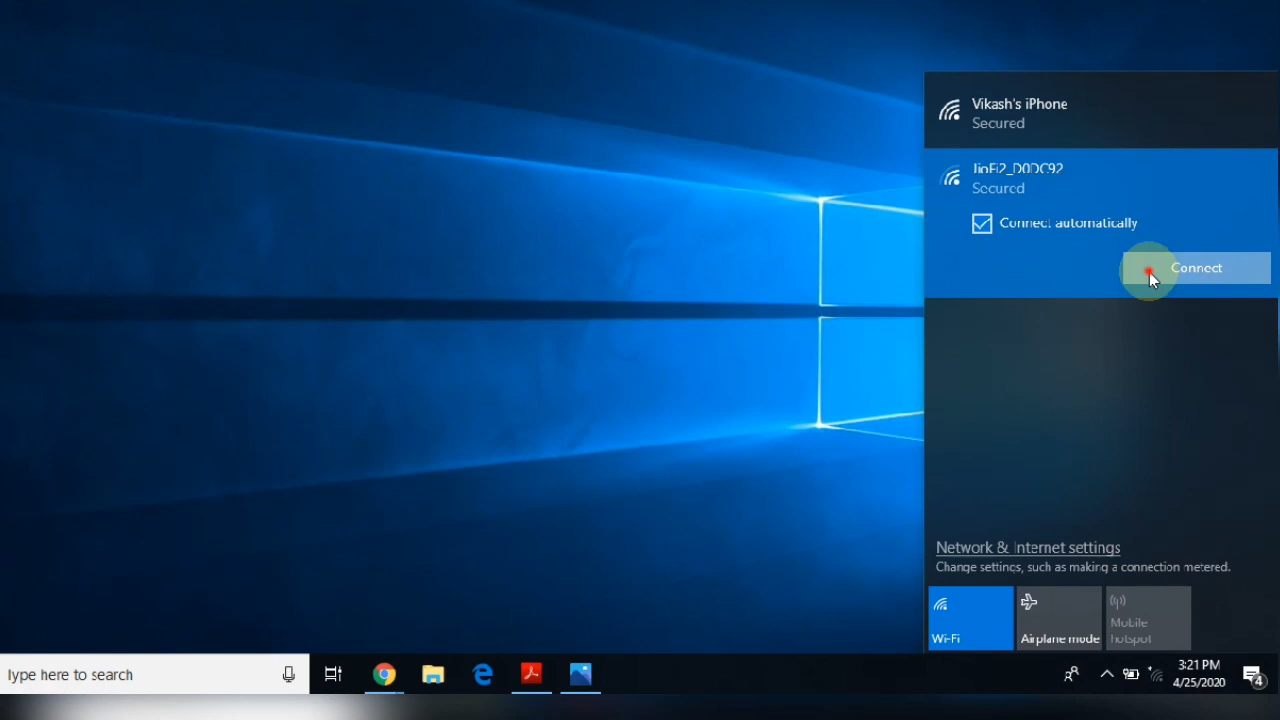 Vikash's iPhone
Secured
JioFi2_D0DC92
Secured
Connect automatically
Connect
Network & Internet settings
Change settings, such as making a connection metered.
Wi-Fi
Airplane mode
Mobile
hotspot
Type here to search
3:21 PM
4/25/2020
4